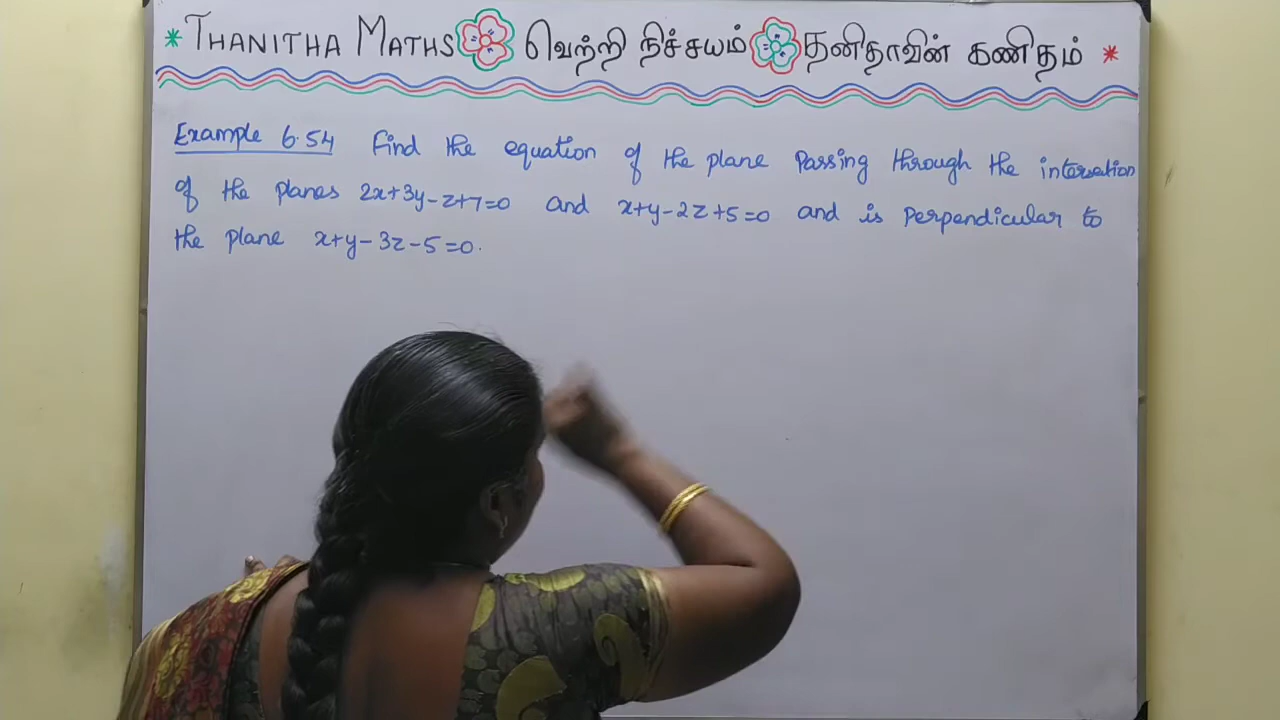 * THANITHA MATHS வெற்றி நிச்சயம் தனிதாவின் கணிதம் *
Example 6.54 Find the equation of the plane Passing through the intersection
of the planes 2x+3y-z+7=0 and x+y-2z+5=0 and is perpendicular to
the plane x+y-3z-5=0.